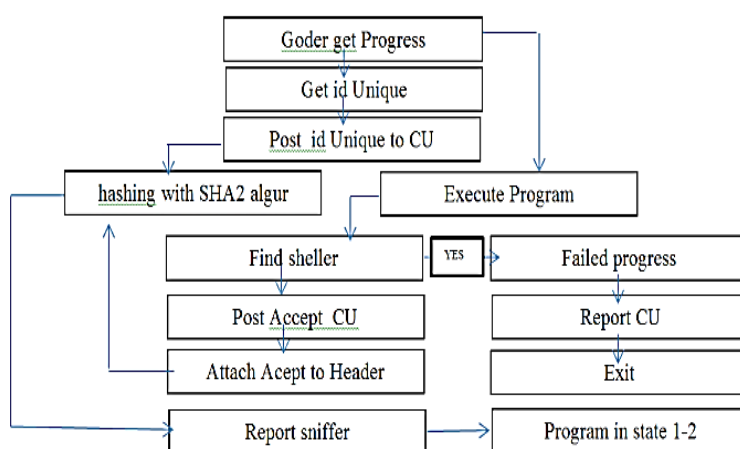 Goder get Progress
Get id Unique
Post id Unique to CU
hashing with SHA2 algur
Execute Program
Find sheller
YES
Failed progress
Post Accept CU
Report CU
Attach Acept to Header
Exit
Report sniffer
Program in state 1-2